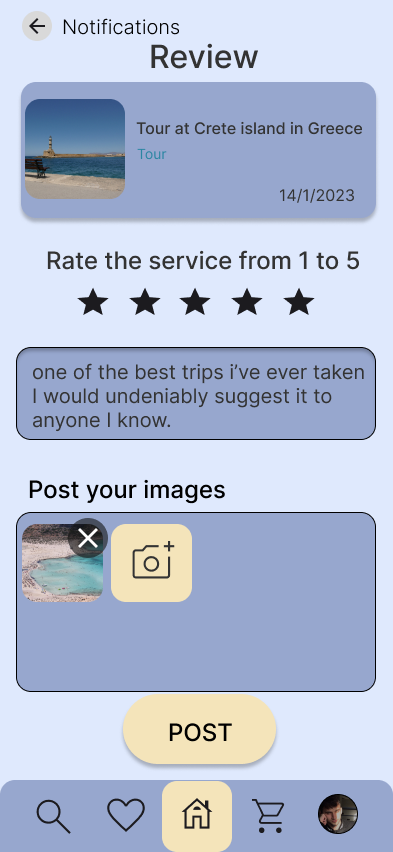 Notifications
Review
Tour at Crete island in Greece
Tour
14/1/2023
Rate the service from 1 to 5
one of the best trips i’ve ever taken
I would undeniably suggest it to
anyone I know.
Post your images
POST